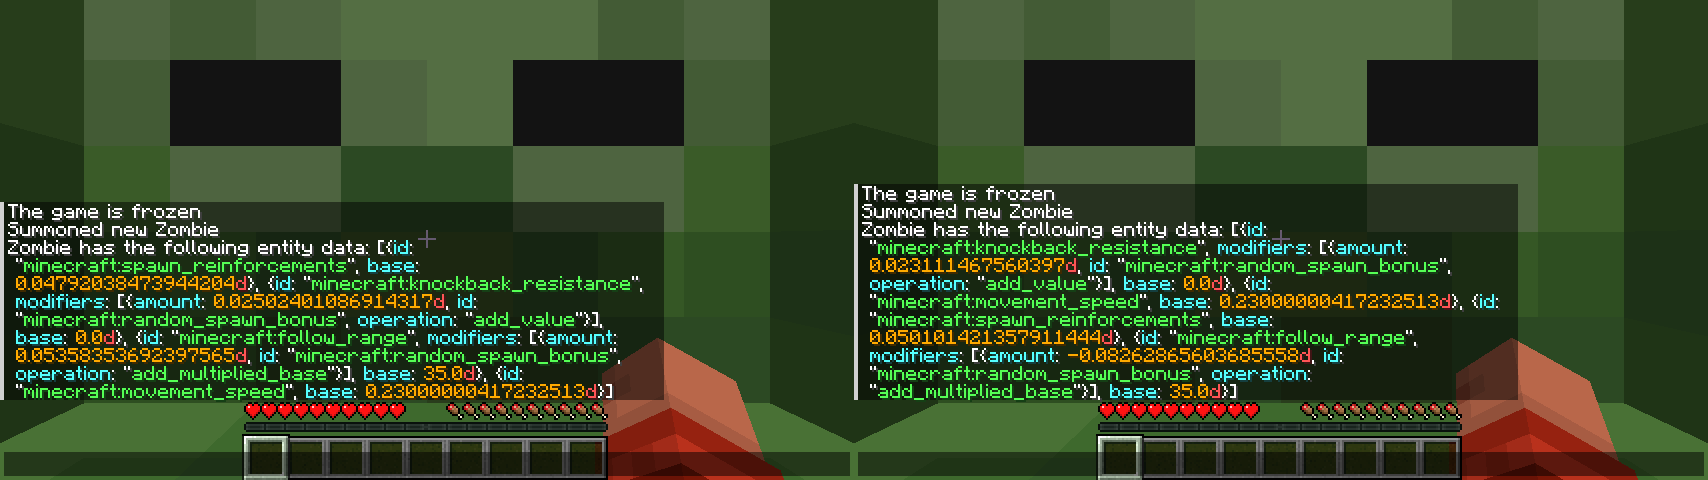 The game is frozen
Summoned new Zombie
Zombie has the following entity data: [{id:
"minecraft:spawn_reinforcements", base:
0.04792038473944204d}, {id: "minecraft:knockback_resistance",
modifiers: [{amount: 0.02502401086914317d, id:
"minecraft:random_spawn_bonus", operation: "add_value"}],
base: 0.0d}, {id: "minecraft:follow_range", modifiers: [{amount:
0.05358353692397565d, id: "minecraft:random_spawn_bonus",
operation: "add_multiplied_base"}], base: 35.0d}, {id:
"minecraft:movement_speed", base: 0.23000000417232513d}]
The game is frozen
Summoned new Zombie
Zombie has the following entity data: [{id:
"minecraft:knockback_resistance", modifiers: [{amount:
0.02311146756​0397d, id: "minecraft:random_spawn_bonus",
operation: "add_value"}], base: 0.0d}, {id:
"minecraft:movement_speed", base: 0.23000000417232513d}, {id:
"minecraft:spawn_reinforcements", base:
0.050101421357911444d}, {id: "minecraft:follow_range",
modifiers: [{amount: -0.08262865603685558d, id:
"minecraft:random_spawn_bonus", operation:
"add_multiplied_base"}], base: 35.0d}]